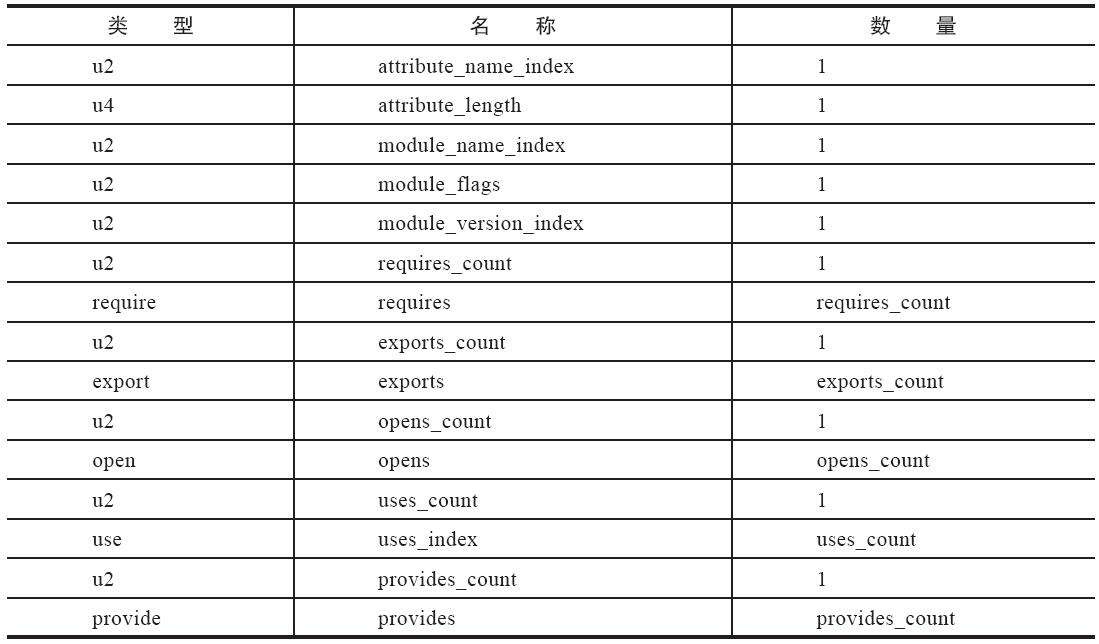 类 型 名 称 数 量
u2 attribute_name_index 1
u4 attribute_length 1
u2 module_name_index 1
u2 module_flags 1
u2 module_version_index 1
u2 requires_count 1
require requires requires_count
u2 exports_count 1
export exports exports_count
u2 opens_count 1
open opens opens_count
u2 uses_count 1
use uses_index uses_count
u2 provides_count 1
provide provides provides_count